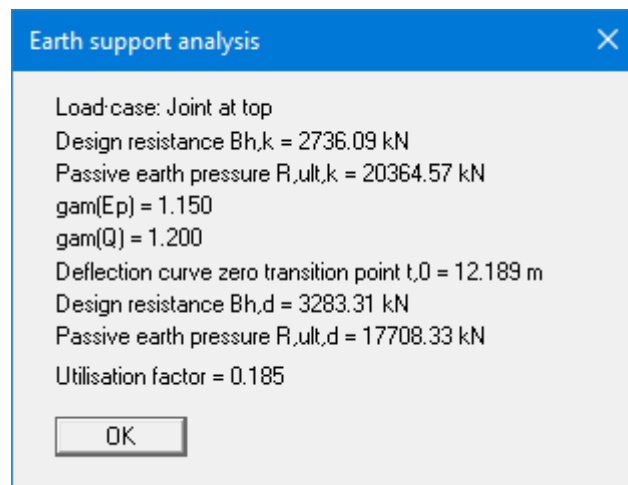 Earth support analysis
Load-case: Joint at top
Design resistance Bh,k = 2736.09 kN
Passive earth pressure R,ult,k = 20364.57 kN
gam(Ep) = 1.150
gam(Q) = 1.200
Deflection curve zero transition point t,0 = 12.189 m
Design resistance Bh,d = 3283.31 kN
Passive earth pressure R,ult,d = 17708.33 kN
Utilisation factor = 0.185
OK